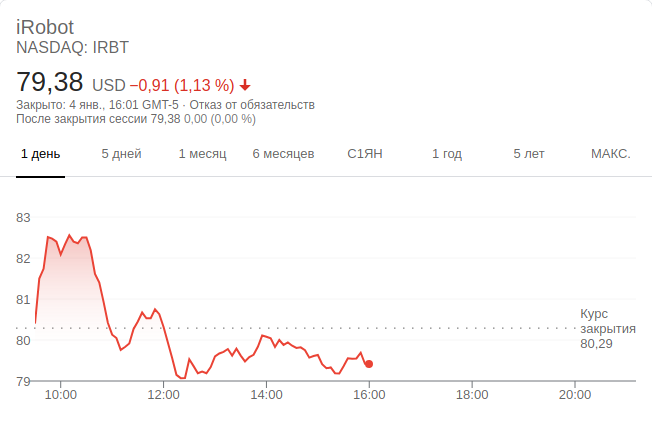 iRobot
NASDAQ: IRBT
79,38 USD −0,91 (1,13 %)
Закрыто: 4 янв., 16:01 GMT-5 · Отказ от обязательств
После закрытия сессии 79,38 0,00 (0,00 %)
1 день 5 дней 1 месяц 6 месяцев С1ЯН 1 год 5 лет МАКС.
83
82
81
80
79
Курс
закрытия
80,29
10:00 12:00 14:00 16:00 18:00 20:00